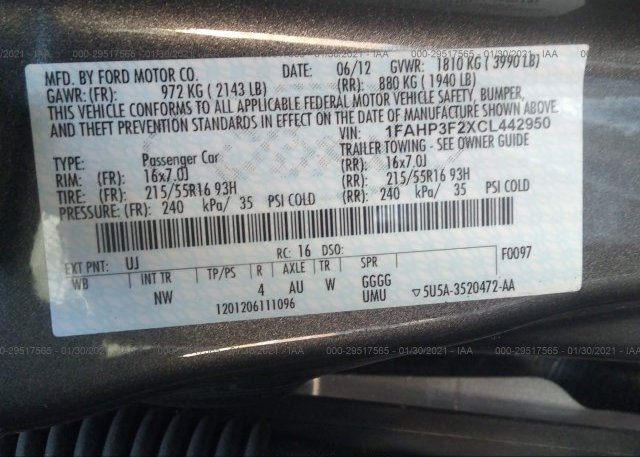 000-29517565 - 01/30/2021 - IAA
MFD. BY FORD MOTOR CO. DATE: 06/12 GVWR: 1810 KG ( 3990 LB)
GAWR: (FR): 972 KG ( 2143 LB) (RR): 880 KG ( 1940 LB)
THIS VEHICLE CONFORMS TO ALL APPLICABLE FEDERAL MOTOR VEHICLE SAFETY, BUMPER,
AND THEFT PREVENTION STANDARDS IN EFFECT ON THE DATE OF MANUFACTURE SHOWN ABOVE.
VIN: 1FAHP3F2XCL442950
TYPE: Passenger Car TRAILER TOWING - SEE OWNER GUIDE
RIM: (FR): 16x7.0J (RR): 16x7.0J
TIRE: (FR): 215/55R16 93H (RR): 215/55R16 93H
PRESSURE: (FR): 240 kPa/ 35 PSI COLD (RR): 240 kPa/ 35 PSI COLD
EXT PNT: UJ RC: 16 DSO: F0097
WB INT TR TP/PS R AXLE TR SPR
NW 4 AU W GGGG
UMU
1201206111096 ▽5U5A-3520472-AA
000-29517565 - 01/30/2021 - IAA